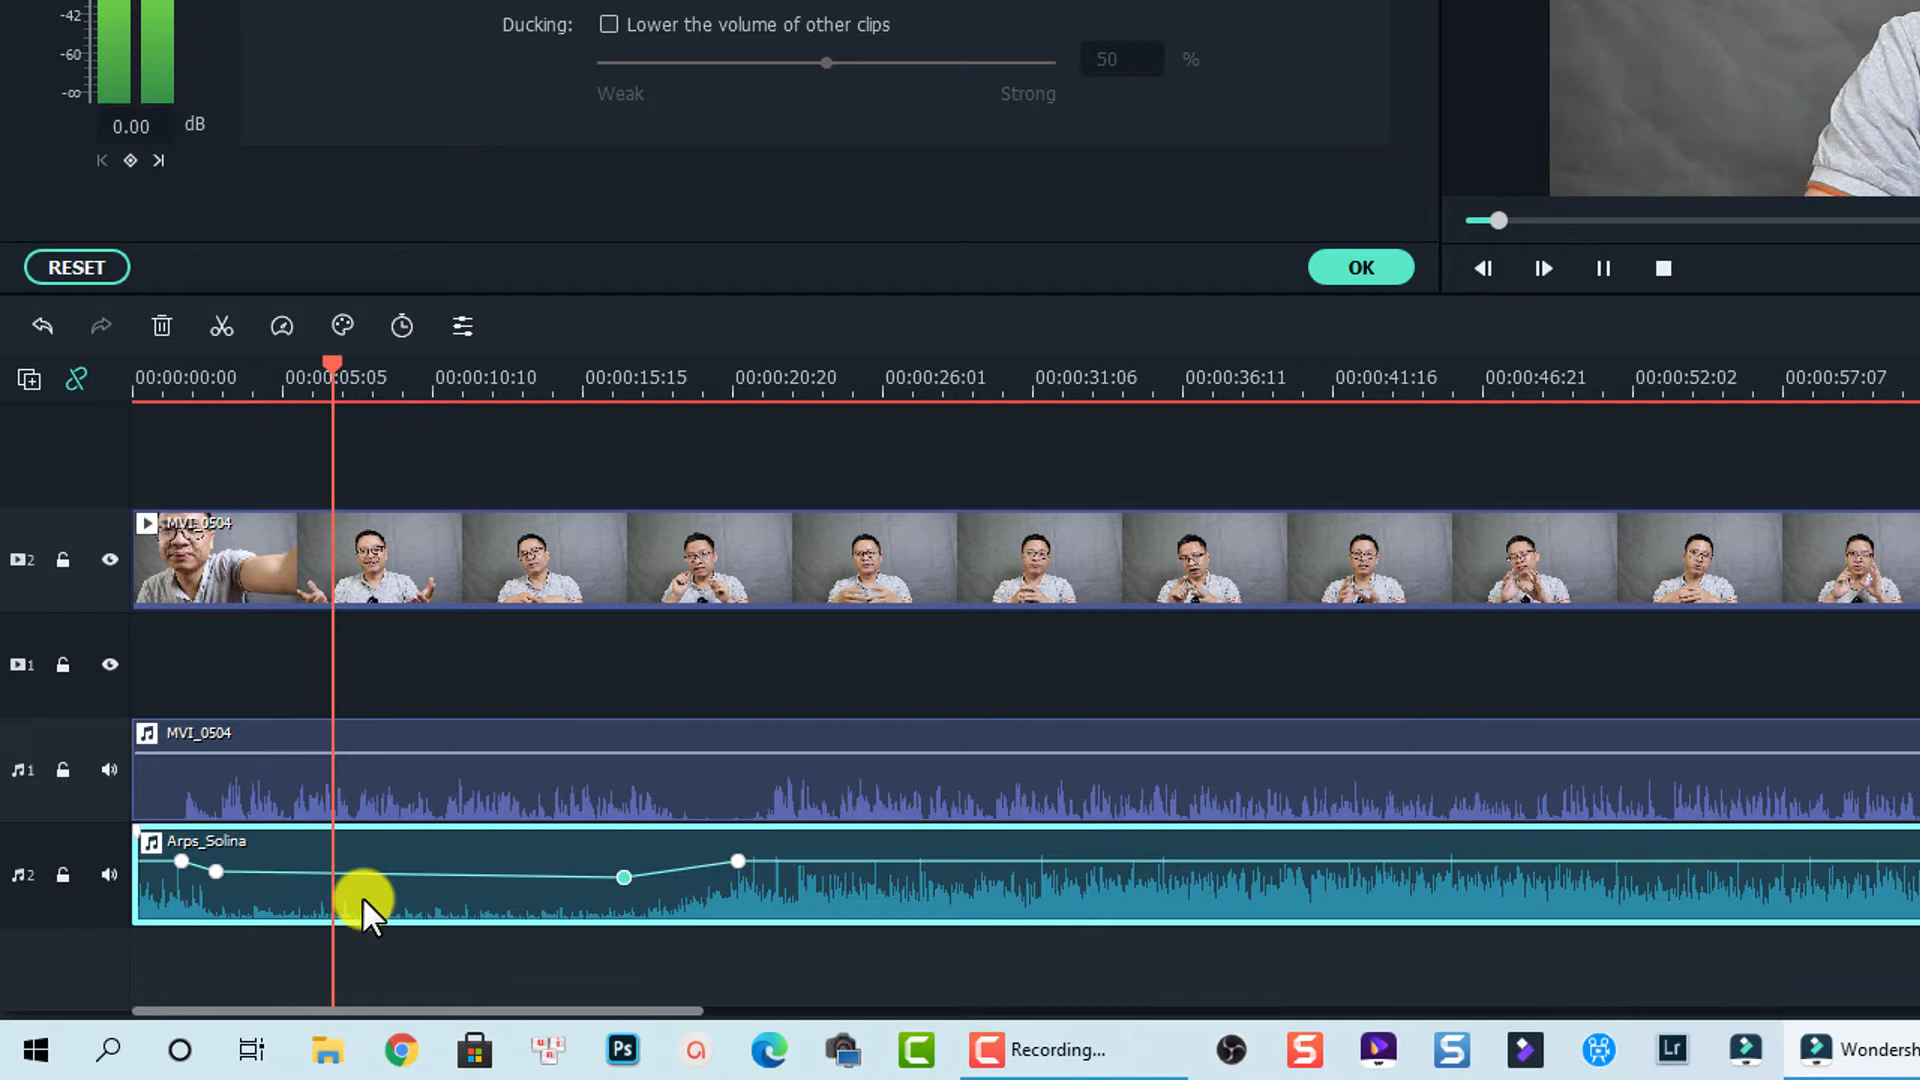 -42
Ducking: Lower the volume of other clips
-60
50 %
-∞
Weak Strong
0.00 dB
RESET OK
00:00:00:00 00:00:05:05 00:00:10:10 00:00:15:15 00:00:20:20 00:00:26:01 00:00:31:06 00:00:36:11 00:00:41:16 00:00:46:21 00:00:52:02 00:00:57:07
MVI_0504
2
1
MVI_0504
1
Arps_Solina
2
Ps Recording... S S Lr Wondersh